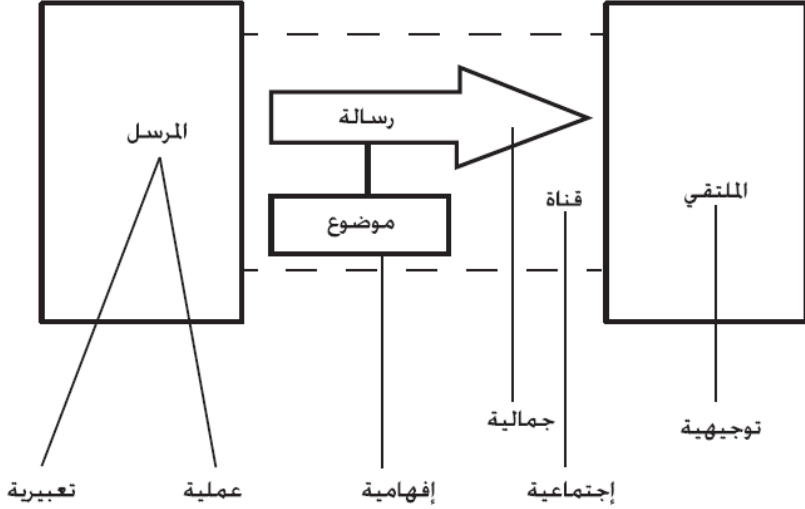 رسالة
المرسل
الملتقي
قناة
موضوع
جمالية
توجيهية
إجتماعية
إفهامية
عملية
تعبيرية